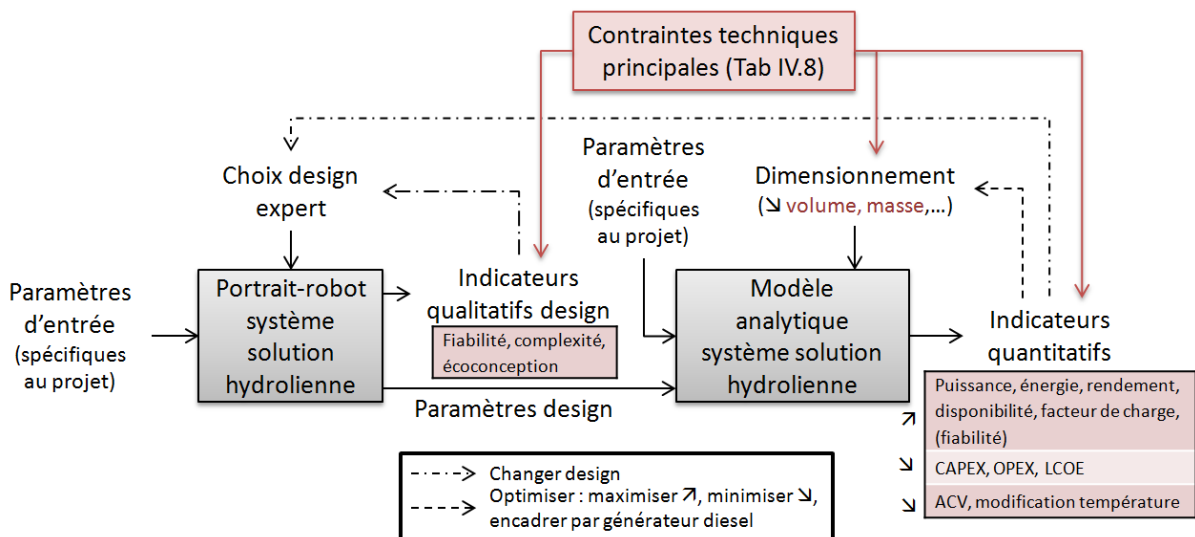 Contraintes techniques
principales (Tab IV.8)
Choix design
expert
Paramètres
d’entrée
(spécifiques
au projet)
Dimensionnement
(↘ volume, masse,...)
Paramètres
d’entrée
(spécifiques
au projet)
Portrait-robot
système
solution
hydrolienne
Indicateurs
qualitatifs design
Fiabilité, complexité,
écoconception
Paramètres design
Modèle
analytique
système solution
hydrolienne
Indicateurs
quantitatifs
↗ Puissance, énergie, rendement,
disponibilité, facteur de charge,
(fiabilité)
↘ CAPEX, OPEX, LCOE
↘ ACV, modification température
Changer design
Optimiser : maximiser ↗, minimiser ↘,
encadrer par générateur diesel